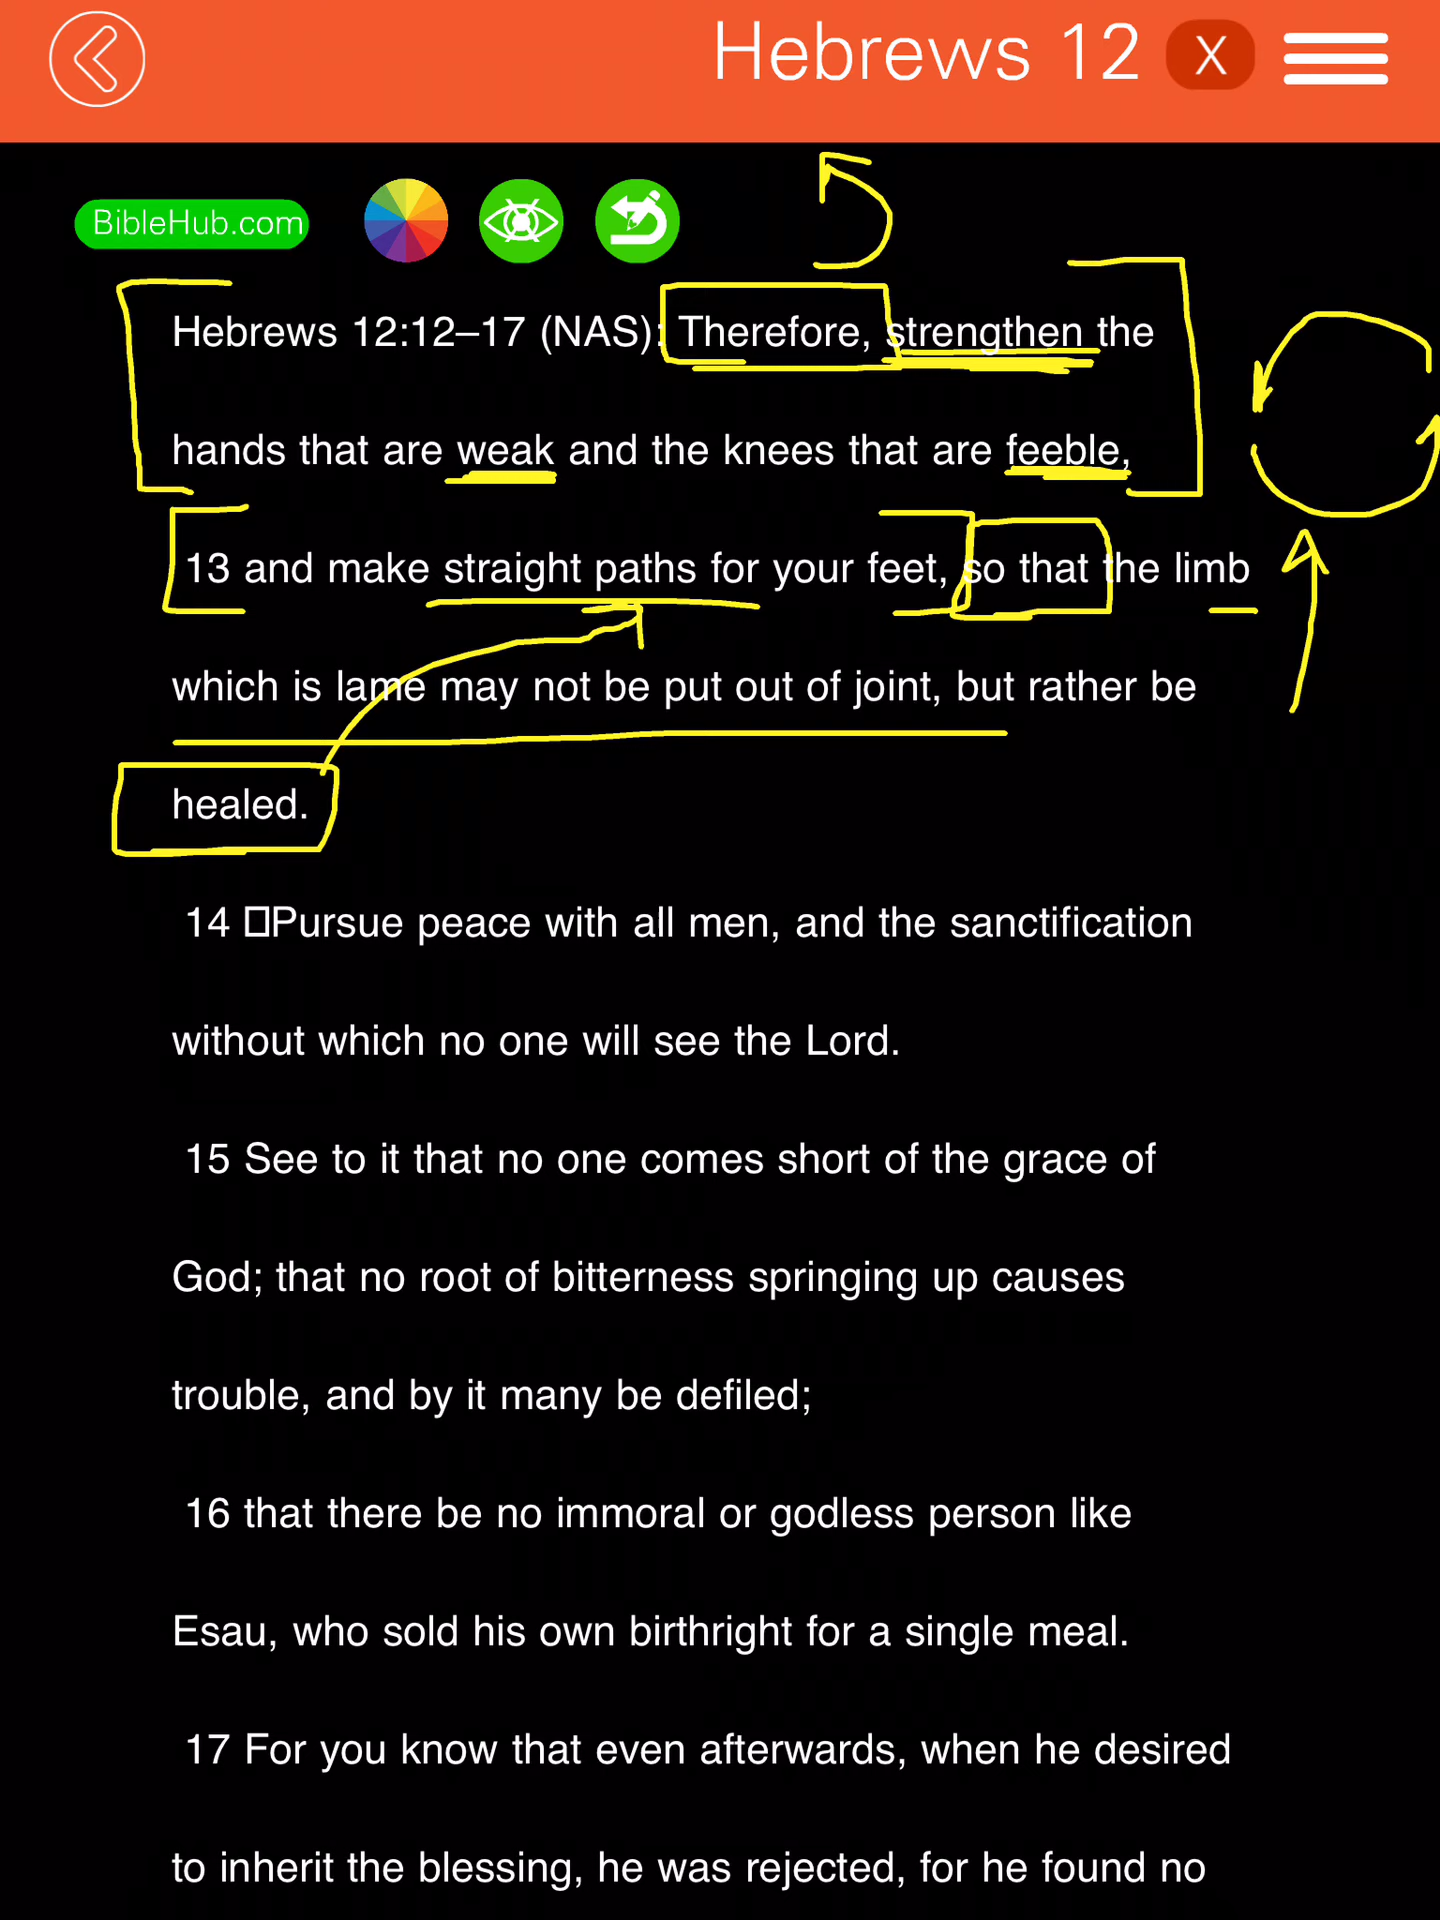 Hebrews 12 X
BibleHub.com
Hebrews 12:12–17 (NAS): Therefore, strengthen the
hands that are weak and the knees that are feeble,
13 and make straight paths for your feet, so that the limb
which is lame may not be put out of joint, but rather be
healed.
14 Pursue peace with all men, and the sanctification
without which no one will see the Lord.
15 See to it that no one comes short of the grace of
God; that no root of bitterness springing up causes
trouble, and by it many be defiled;
16 that there be no immoral or godless person like
Esau, who sold his own birthright for a single meal.
17 For you know that even afterwards, when he desired
to inherit the blessing, he was rejected, for he found no